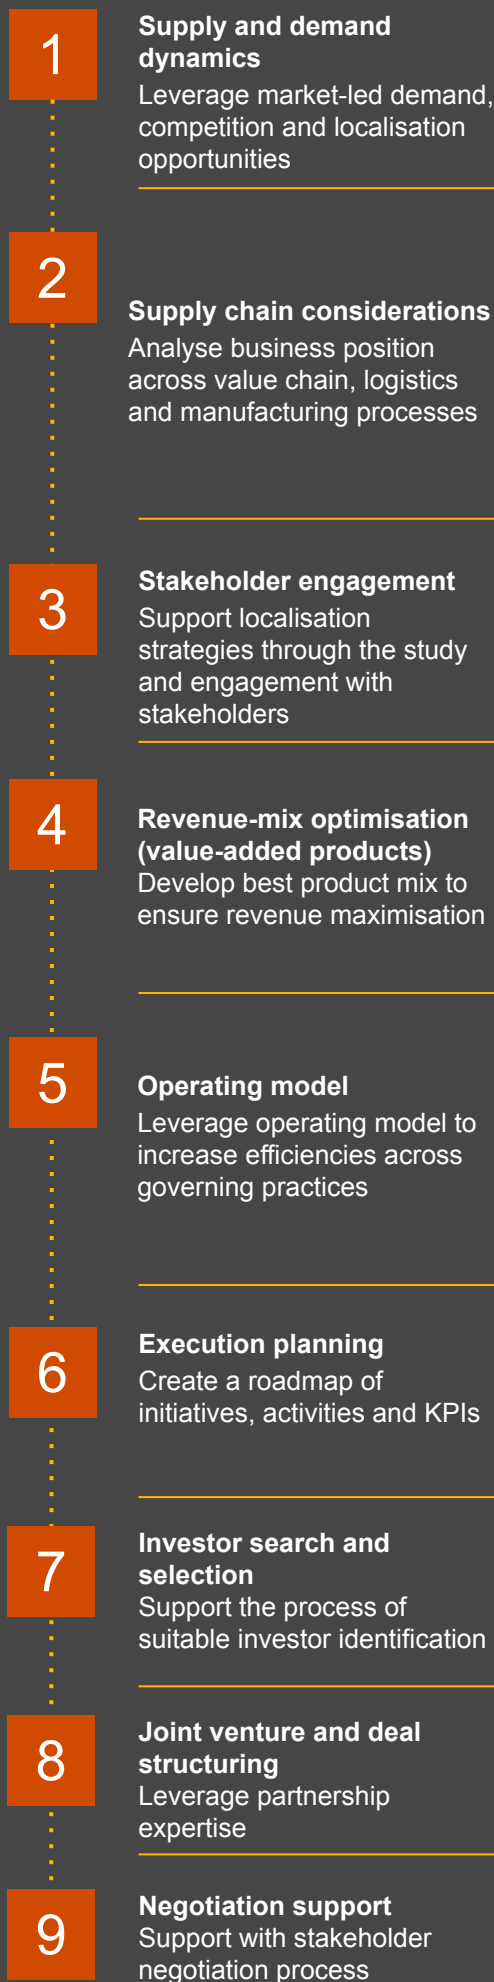 1
Supply and demand
dynamics
Leverage market-led demand,
competition and localisation
opportunities
2
Supply chain considerations
Analyse business position
across value chain, logistics
and manufacturing processes
3
Stakeholder engagement
Support localisation
strategies through the study
and engagement with
stakeholders
4
Revenue-mix optimisation
(value-added products)
Develop best product mix to
ensure revenue maximisation
5
Operating model
Leverage operating model to
increase efficiencies across
governing practices
6
Execution planning
Create a roadmap of
initiatives, activities and KPIs
7
Investor search and
selection
Support the process of
suitable investor identification
8
Joint venture and deal
structuring
Leverage partnership
expertise
9
Negotiation support
Support with stakeholder
negotiation process